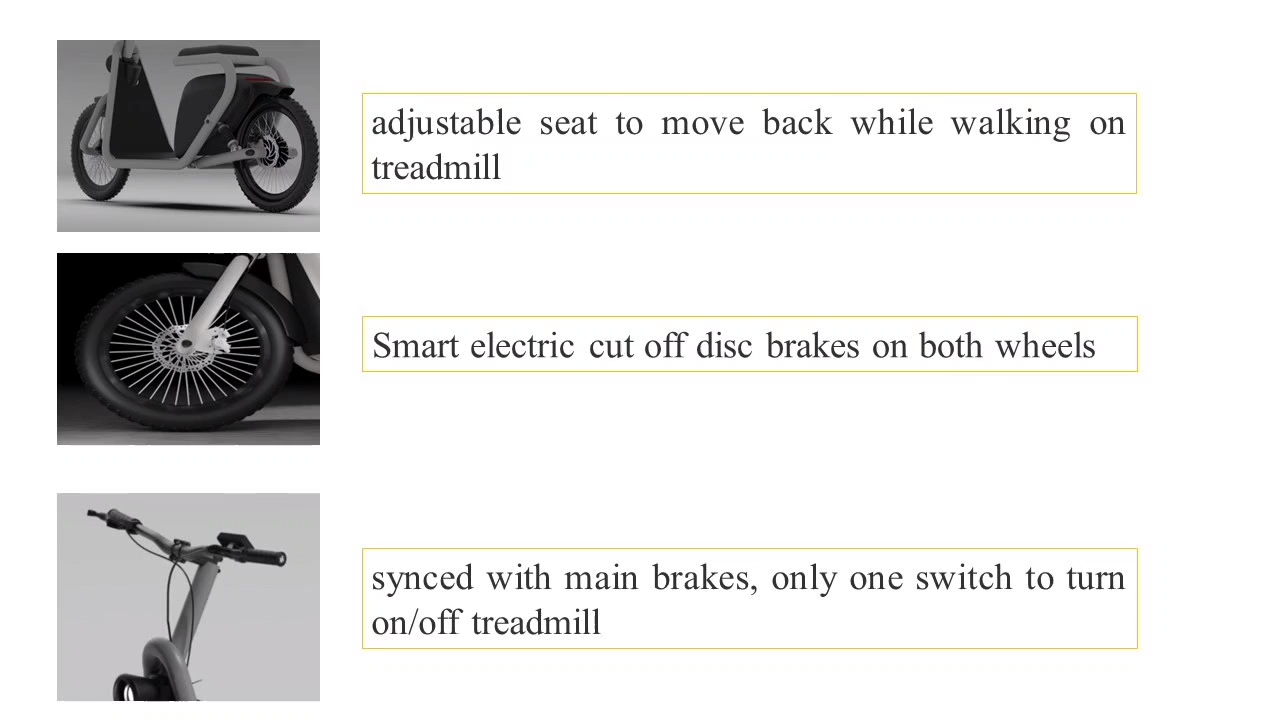 adjustable seat to move back while walking on
treadmill
Smart electric cut off disc brakes on both wheels
synced with main brakes, only one switch to turn
on/off treadmill